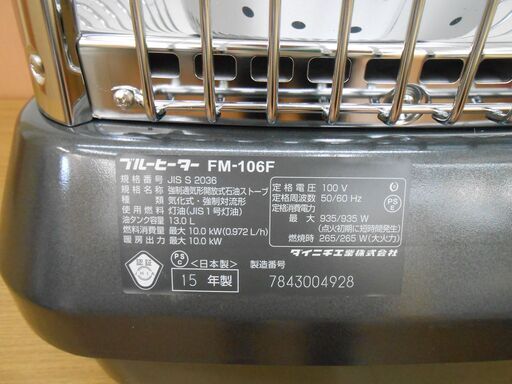 ブルーヒーター FM-106F
規格番号 JIS S 2036
規格種類 強制通気形開放式石油ストーブ
種類 気化式・強制対流形
使用燃料 灯油(JIS 1号灯油)
油タンク容量 13.0 L
燃料消費量 最大 10.0 kW (0.972 L/h)
暖房出力 最大 10.0 kW
定格電圧 100 V
定格周波数 50/60 Hz
定格消費電力
最大 935/935 W
(点火初期に短時間発生)
燃焼時 265/265 W (大火力)
PS E
ダイニチ工業株式会社
認証
PS C
<日本製>
製造番号
15 年製
7843004928